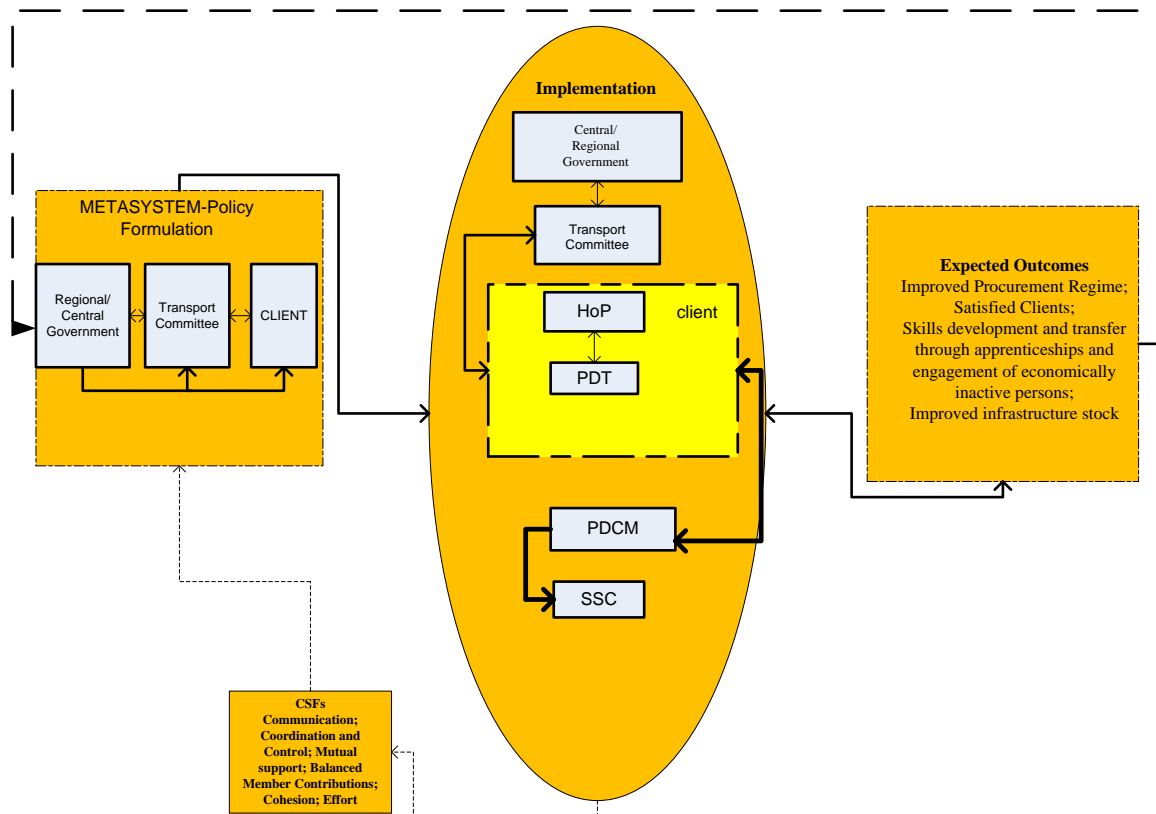 METASYSTEM-Policy
Formulation
Regional/
Central
Government
Transport
Committee
CLIENT
Implementation
Central/
Regional
Government
Transport
Committee
HoP
client
PDT
PDCM
SSC
Expected Outcomes
Improved Procurement Regime;
Satisfied Clients;
Skills development and transfer
through apprenticeships and
engagement of economically
inactive persons;
Improved infrastructure stock
CSFs
Communication;
Coordination and
Control; Mutual
support; Balanced
Member Contributions;
Cohesion; Effort